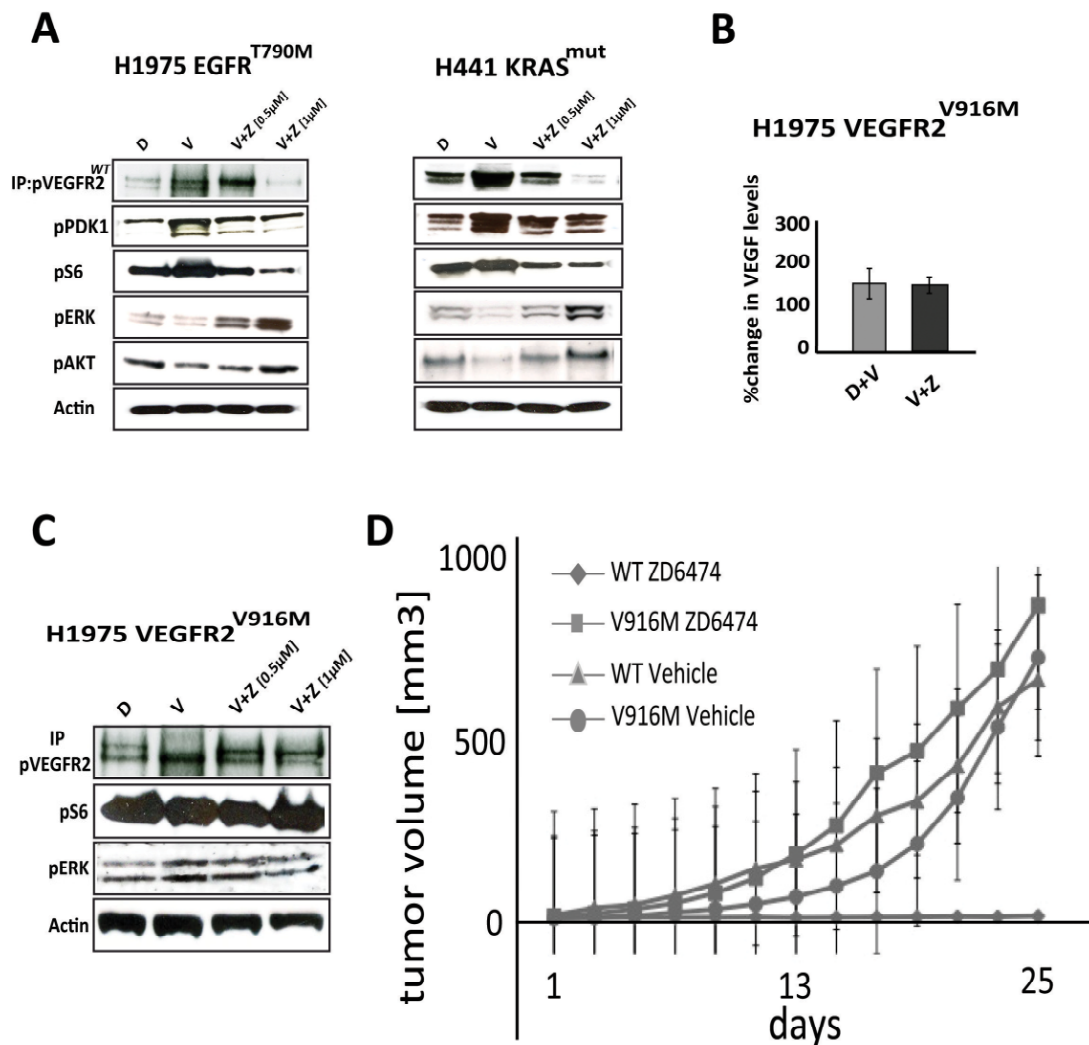 A
H1975 EGFR T790M
D V V+Z [0.5μM] V+Z [1μM]
IP:pVEGFR2 WT
pPDK1
pS6
pERK
pAKT
Actin
H441 KRAS mut
D V V+Z [0.5μM] V+Z [1μM]
B
H1975 VEGFR2 V916M
%change in VEGF levels
300
200
100
0
D+V V+Z
C
H1975 VEGFR2 V916M
D V V+Z [0.5μM] V+Z [1μM]
IP
pVEGFR2
pS6
pERK
Actin
D
tumor volume [mm3]
1000
500
0
WT ZD6474
V916M ZD6474
WT Vehicle
V916M Vehicle
1 13 25
days